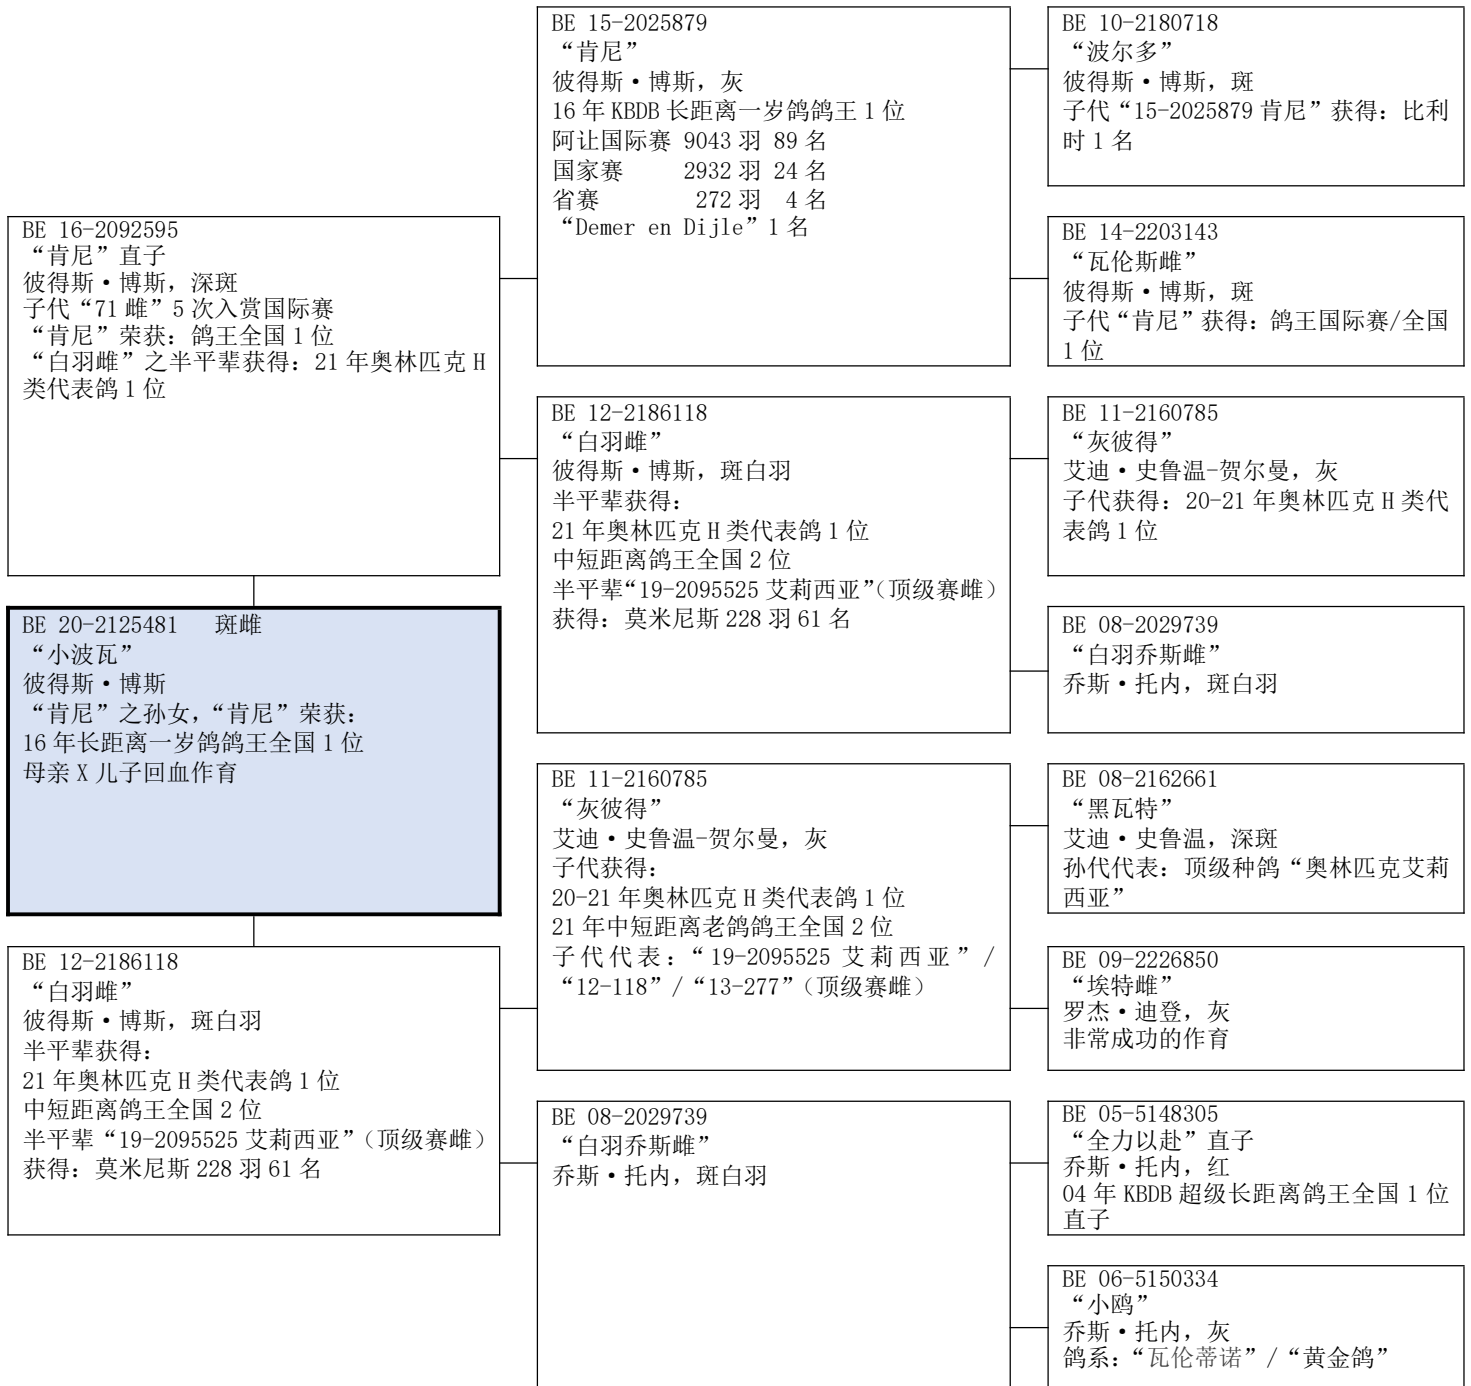 BE 15-2025879
“肯尼”
彼得斯·博斯，灰
16 年 KBDB 长距离一岁鸽鸽王 1 位
阿让国际赛 9043 羽 89 名
国家赛 2932 羽 24 名
省赛 272 羽 4 名
“Demer en Dijle”1 名
BE 10-2180718
“波尔多”
彼得斯·博斯，斑
子代“15-2025879 肯尼”获得：比利
时 1 名
BE 16-2092595
“肯尼”直子
彼得斯·博斯，深斑
子代“71 雌”5 次入赏国际赛
“肯尼”荣获：鸽王全国 1 位
“白羽雌”之半平辈获得：21 年奥林匹克 H
类代表鸽 1 位
BE 14-2203143
“瓦伦斯雌”
彼得斯·博斯，斑
子代“肯尼”获得：鸽王国际赛/全国
1 位
BE 12-2186118
“白羽雌”
彼得斯·博斯，斑白羽
半平辈获得：
21 年奥林匹克 H 类代表鸽 1 位
中短距离鸽王全国 2 位
半平辈“19-2095525 艾莉西亚”（顶级赛雌）
获得：莫米尼斯 228 羽 61 名
BE 11-2160785
“灰彼得”
艾迪·史鲁温-贺尔曼，灰
子代获得：20-21 年奥林匹克 H 类代
表鸽 1 位
BE 20-2125481 斑雌
“小波瓦”
彼得斯·博斯
“肯尼”之孙女，“肯尼”荣获：
16 年长距离一岁鸽鸽王全国 1 位
母亲 X 儿子回血作育
BE 08-2029739
“白羽乔斯雌”
乔斯·托内，斑白羽
BE 11-2160785
“灰彼得”
艾迪·史鲁温-贺尔曼，灰
子代获得：
20-21 年奥林匹克 H 类代表鸽 1 位
21 年中短距离老鸽鸽王全国 2 位
子代代表：“19-2095525 艾莉西亚”/
“12-118”/“13-277”（顶级赛雌）
BE 08-2162661
“黑瓦特”
艾迪·史鲁温，深斑
孙代代表：顶级种鸽“奥林匹克艾莉
西亚”
BE 12-2186118
“白羽雌”
彼得斯·博斯，斑白羽
半平辈获得：
21 年奥林匹克 H 类代表鸽 1 位
中短距离鸽王全国 2 位
半平辈“19-2095525 艾莉西亚”（顶级赛雌）
获得：莫米尼斯 228 羽 61 名
BE 09-2226850
“埃特雌”
罗杰·迪登，灰
非常成功的作育
BE 08-2029739
“白羽乔斯雌”
乔斯·托内，斑白羽
BE 05-5148305
“全力以赴”直子
乔斯·托内，红
04 年 KBDB 超级长距离鸽王全国 1 位
直子
BE 06-5150334
“小鸥”
乔斯·托内，灰
鸽系：“瓦伦蒂诺”/“黄金鸽”